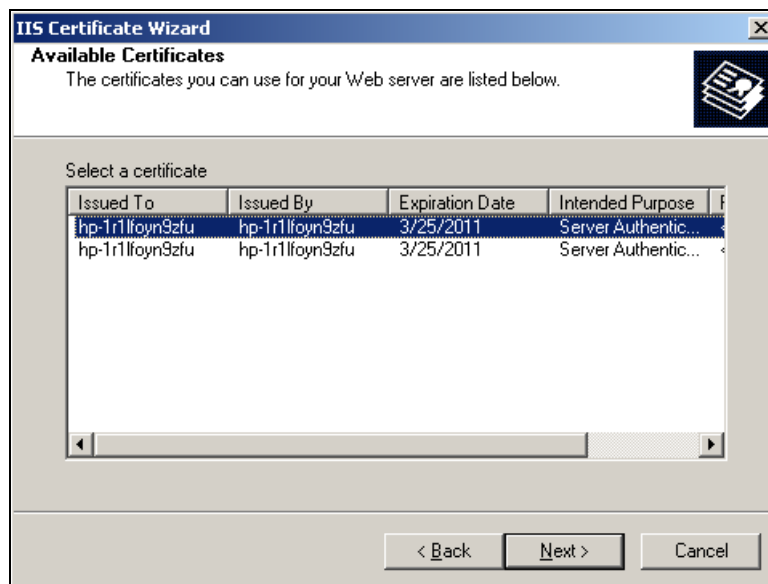 IIS Certificate Wizard
Available Certificates
The certificates you can use for your Web server are listed below.
Select a certificate
Issued To Issued By Expiration Date Intended Purpose
hp-1r1lfoyn9zfu hp-1r1lfoyn9zfu 3/25/2011 Server Authentic...
hp-1r1lfoyn9zfu hp-1r1lfoyn9zfu 3/25/2011 Server Authentic...
< Back Next > Cancel